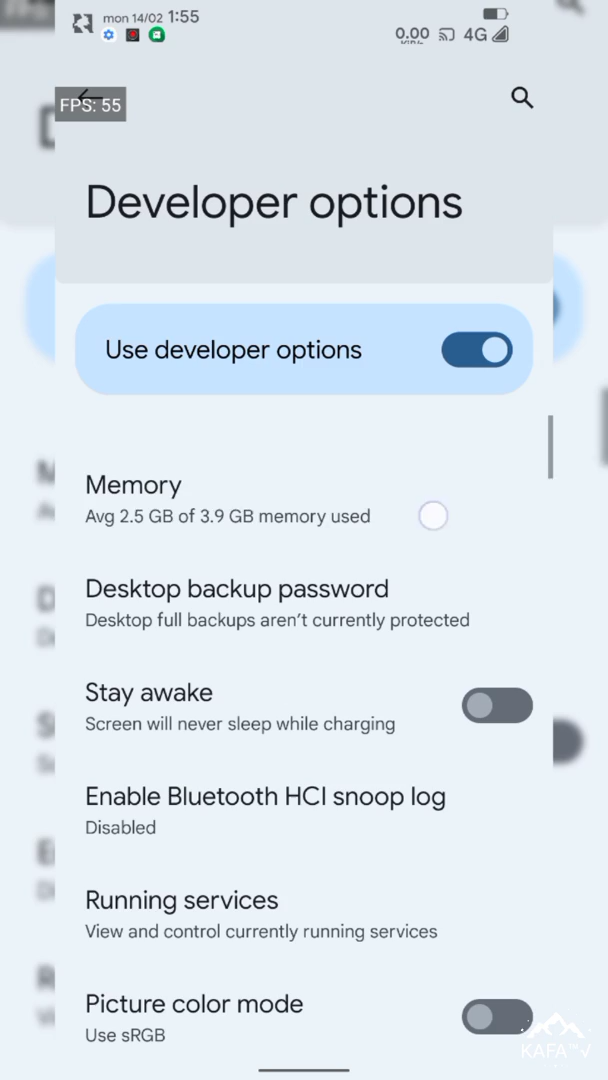 mon 14/02 1:55
0.00
4G
FPS: 55
Developer options
Use developer options
Memory
Avg 2.5 GB of 3.9 GB memory used
Desktop backup password
Desktop full backups aren’t currently protected
Stay awake
Screen will never sleep while charging
Enable Bluetooth HCI snoop log
Disabled
Running services
View and control currently running services
Picture color mode
Use sRGB